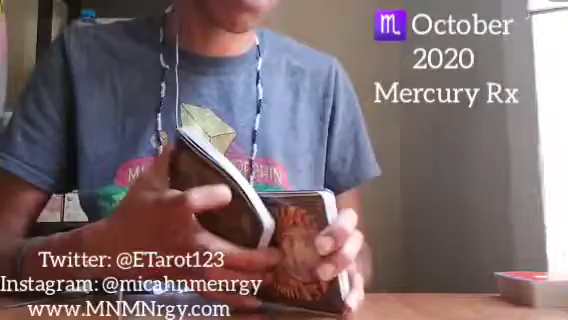 ♏ October
2020
Mercury Rx
Twitter: @ETarot123
Instagram: @micahnmenrgy
www.MNMNrgy.com